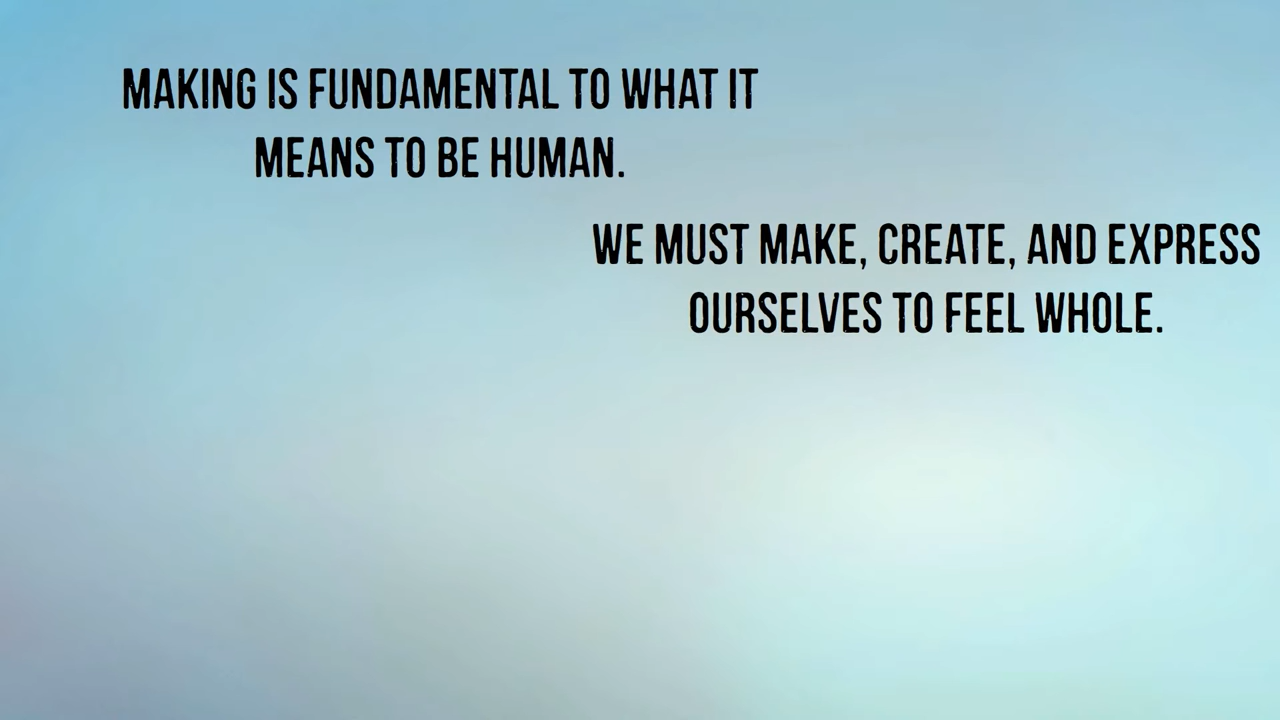 MAKING IS FUNDAMENTAL TO WHAT IT
MEANS TO BE HUMAN.
WE MUST MAKE, CREATE, AND EXPRESS
OURSELVES TO FEEL WHOLE.